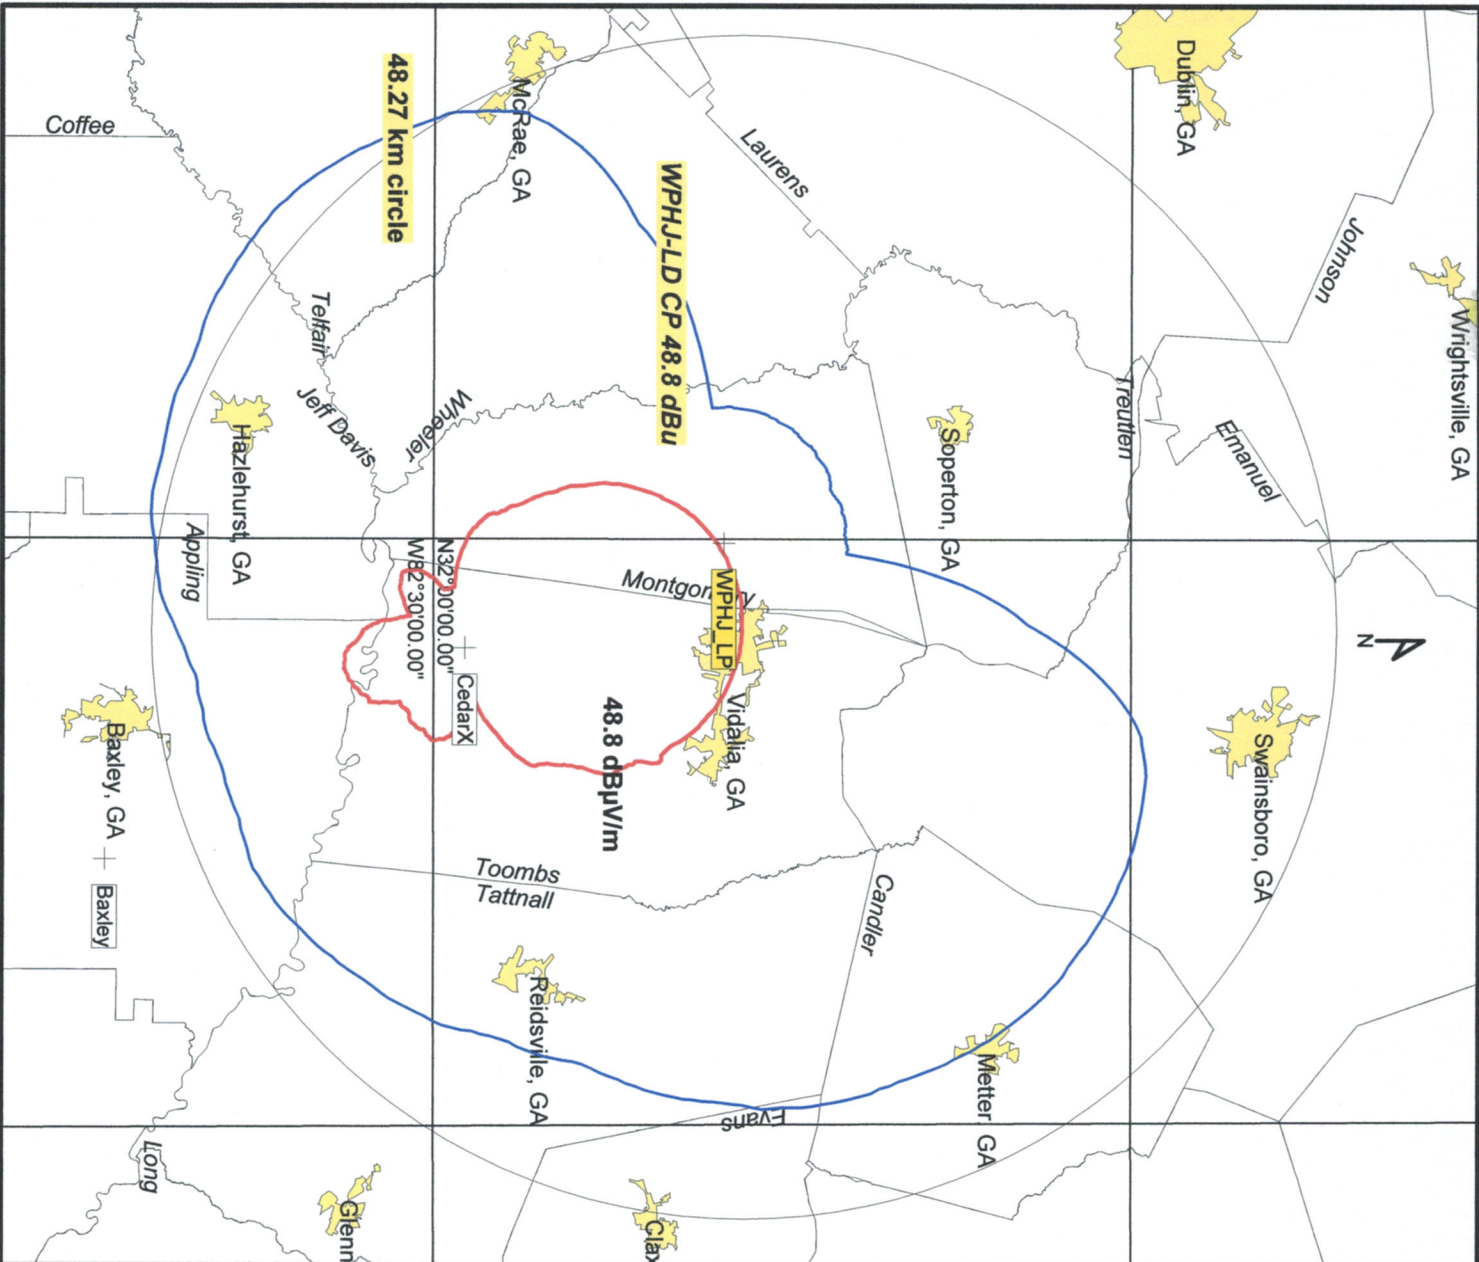 Dublin, GA
Wrightsville, GA
McRae, GA
48.27 km circle
Coffee
Laurens
Johnson
WPHJ-LD CP 48.8 dBu
Telfair
Jeff Davis
Wheeler
Treutlen
Emanuel
Soperton, GA
Hazlehurst, GA
Appling
N32°00'00.00"
W82°30'00.00"
Montgomery
WPHJ_LP
CedarX
Vidalia, GA
48.8 dBµV/m
N
Swainsboro, GA
Baxley, GA
Baxley
Toombs
Tattnall
Candler
Reidsville, GA
Metter, GA
Evans
Long
Glenn
Clax